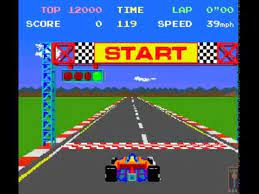 TOP 12000 TIME LAP 0"00
SCORE 0 119 SPEED 39mph
START